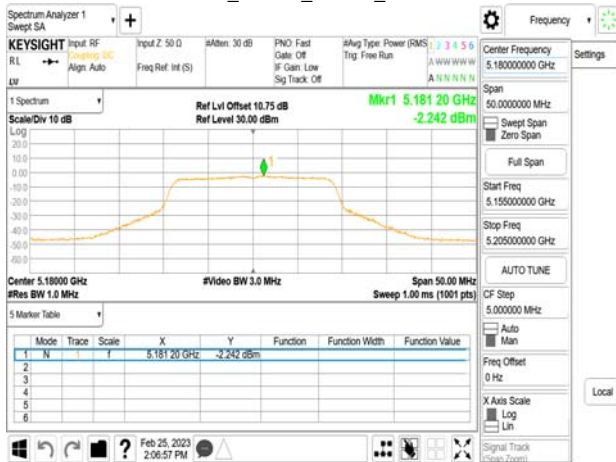 Spectrum Analyzer 1
Swept SA
+
Frequency
KEYSIGHT Input: RF Input Z: 50 Ω #Atten: 30 dB PNO: Fast #Avg Type: Power (RMS 1 2 3 4 5 6
RL Coupling: DC Gate: Off Trig: Free Run A WWWWW
Align: Auto Freq Ref: Int (S) IF Gain: Low
Sig Track: Off A N N N N N
Center Frequency
5.180000000 GHz
Settings
Span
50.0000000 MHz
Swept Span
Zero Span
Full Span
Start Freq
5.155000000 GHz
Stop Freq
5.205000000 GHz
AUTO TUNE
CF Step
5.000000 MHz
Auto
Man
Freq Offset
0 Hz
X Axis Scale
Log
Lin
Local
Signal Track
(Span Zoom)
1 Spectrum
Ref Lvl Offset 10.75 dB Mkr1 5.181 20 GHz
Scale/Div 10 dB Ref Level 30.00 dBm -2.242 dBm
Log
20.0
10.0
0.00
-10.0
-20.0
-30.0
-40.0
-50.0
-60.0
1
Center 5.18000 GHz #Video BW 3.0 MHz Span 50.00 MHz
#Res BW 1.0 MHz Sweep 1.00 ms (1001 pts)
5 Marker Table
Mode Trace Scale X Y Function Function Width Function Value
1 N 1 f 5.181 20 GHz -2.242 dBm
2
3
4
5
6
? Feb 25, 2023
2:06:57 PM